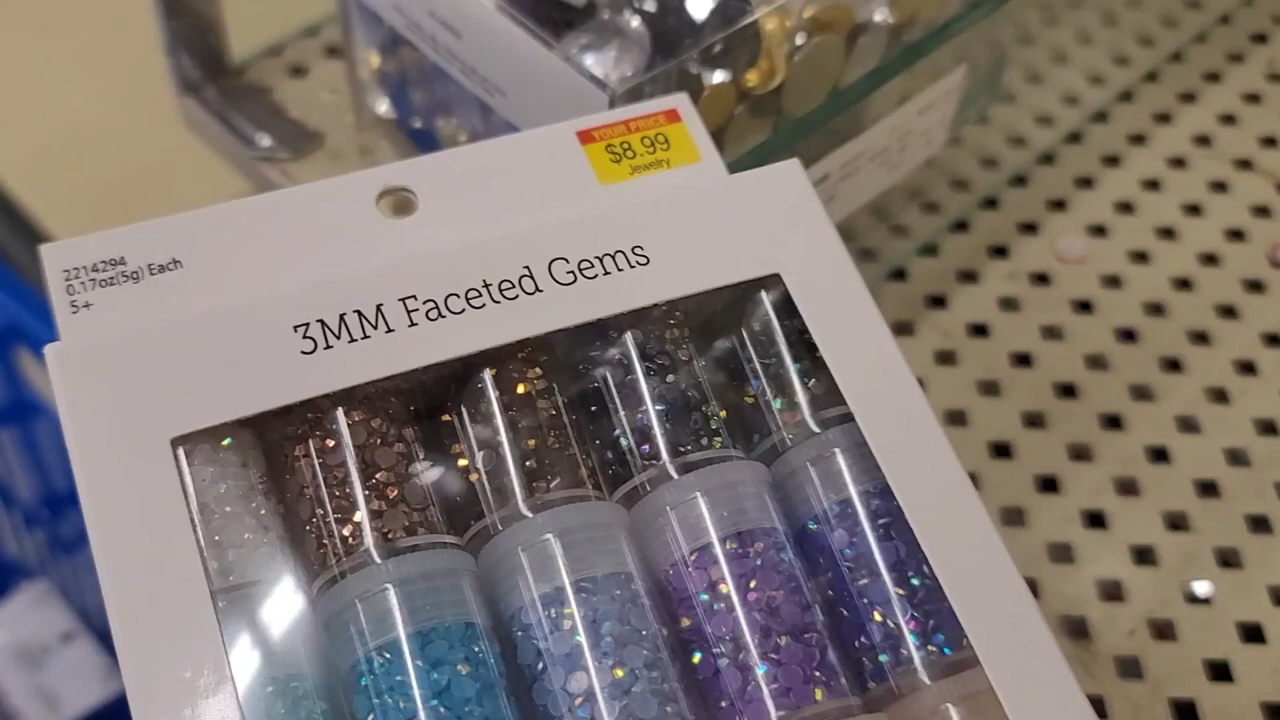 YOUR PRICE
$8.99
Jewelry
2214294
0.17oz(5g) Each
5+
3MM Faceted Gems